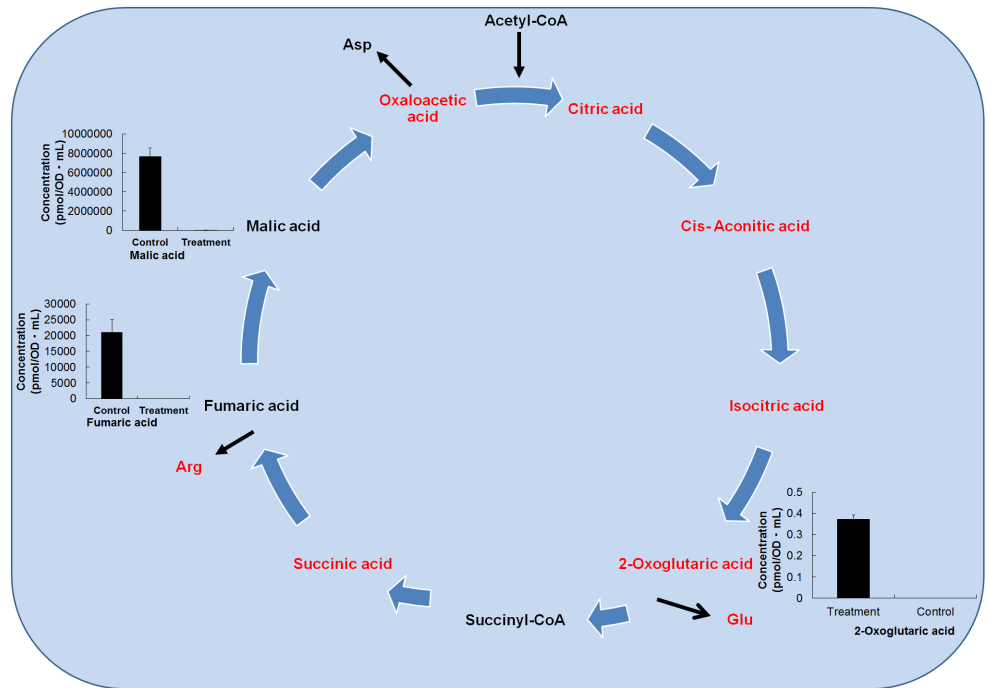 Acetyl-CoA
Asp
Oxaloacetic
acid
Citric acid
Concentration
(pmol/OD・mL)
10000000
8000000
6000000
4000000
2000000
0
Control Treatment
Malic acid
Malic acid
Cis- Aconitic acid
Concentration
(pmol/OD・mL)
30000
25000
20000
15000
10000
5000
0
Control Treatment
Fumaric acid
Fumaric acid
Isocitric acid
Arg
Succinic acid
2-Oxoglutaric acid
Concentration
(pmol/OD・mL)
0.5
0.4
0.3
0.2
0.1
0
Treatment Control
2-Oxoglutaric acid
Succinyl-CoA
Glu